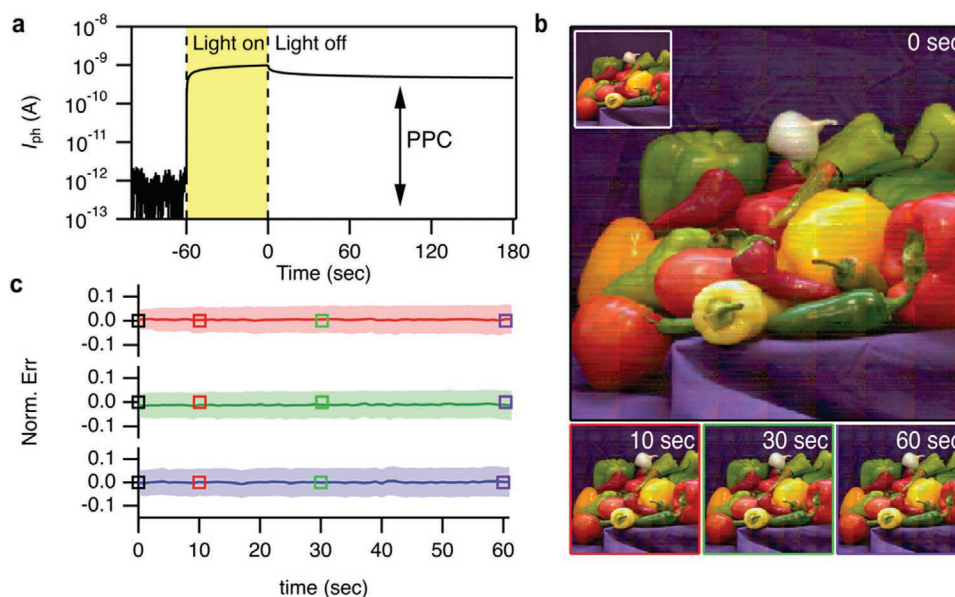 a
10⁻⁸
10⁻⁹
10⁻¹⁰
10⁻¹¹
10⁻¹²
10⁻¹³
I_ph (A)
Light on
Light off
PPC
-60
0
60
120
180
Time (sec)
b
0 sec
10 sec
30 sec
60 sec
c
0.1
0.0
-0.1
0.1
0.0
-0.1
0.1
0.0
-0.1
Norm. Err
0
10
20
30
40
50
60
time (sec)